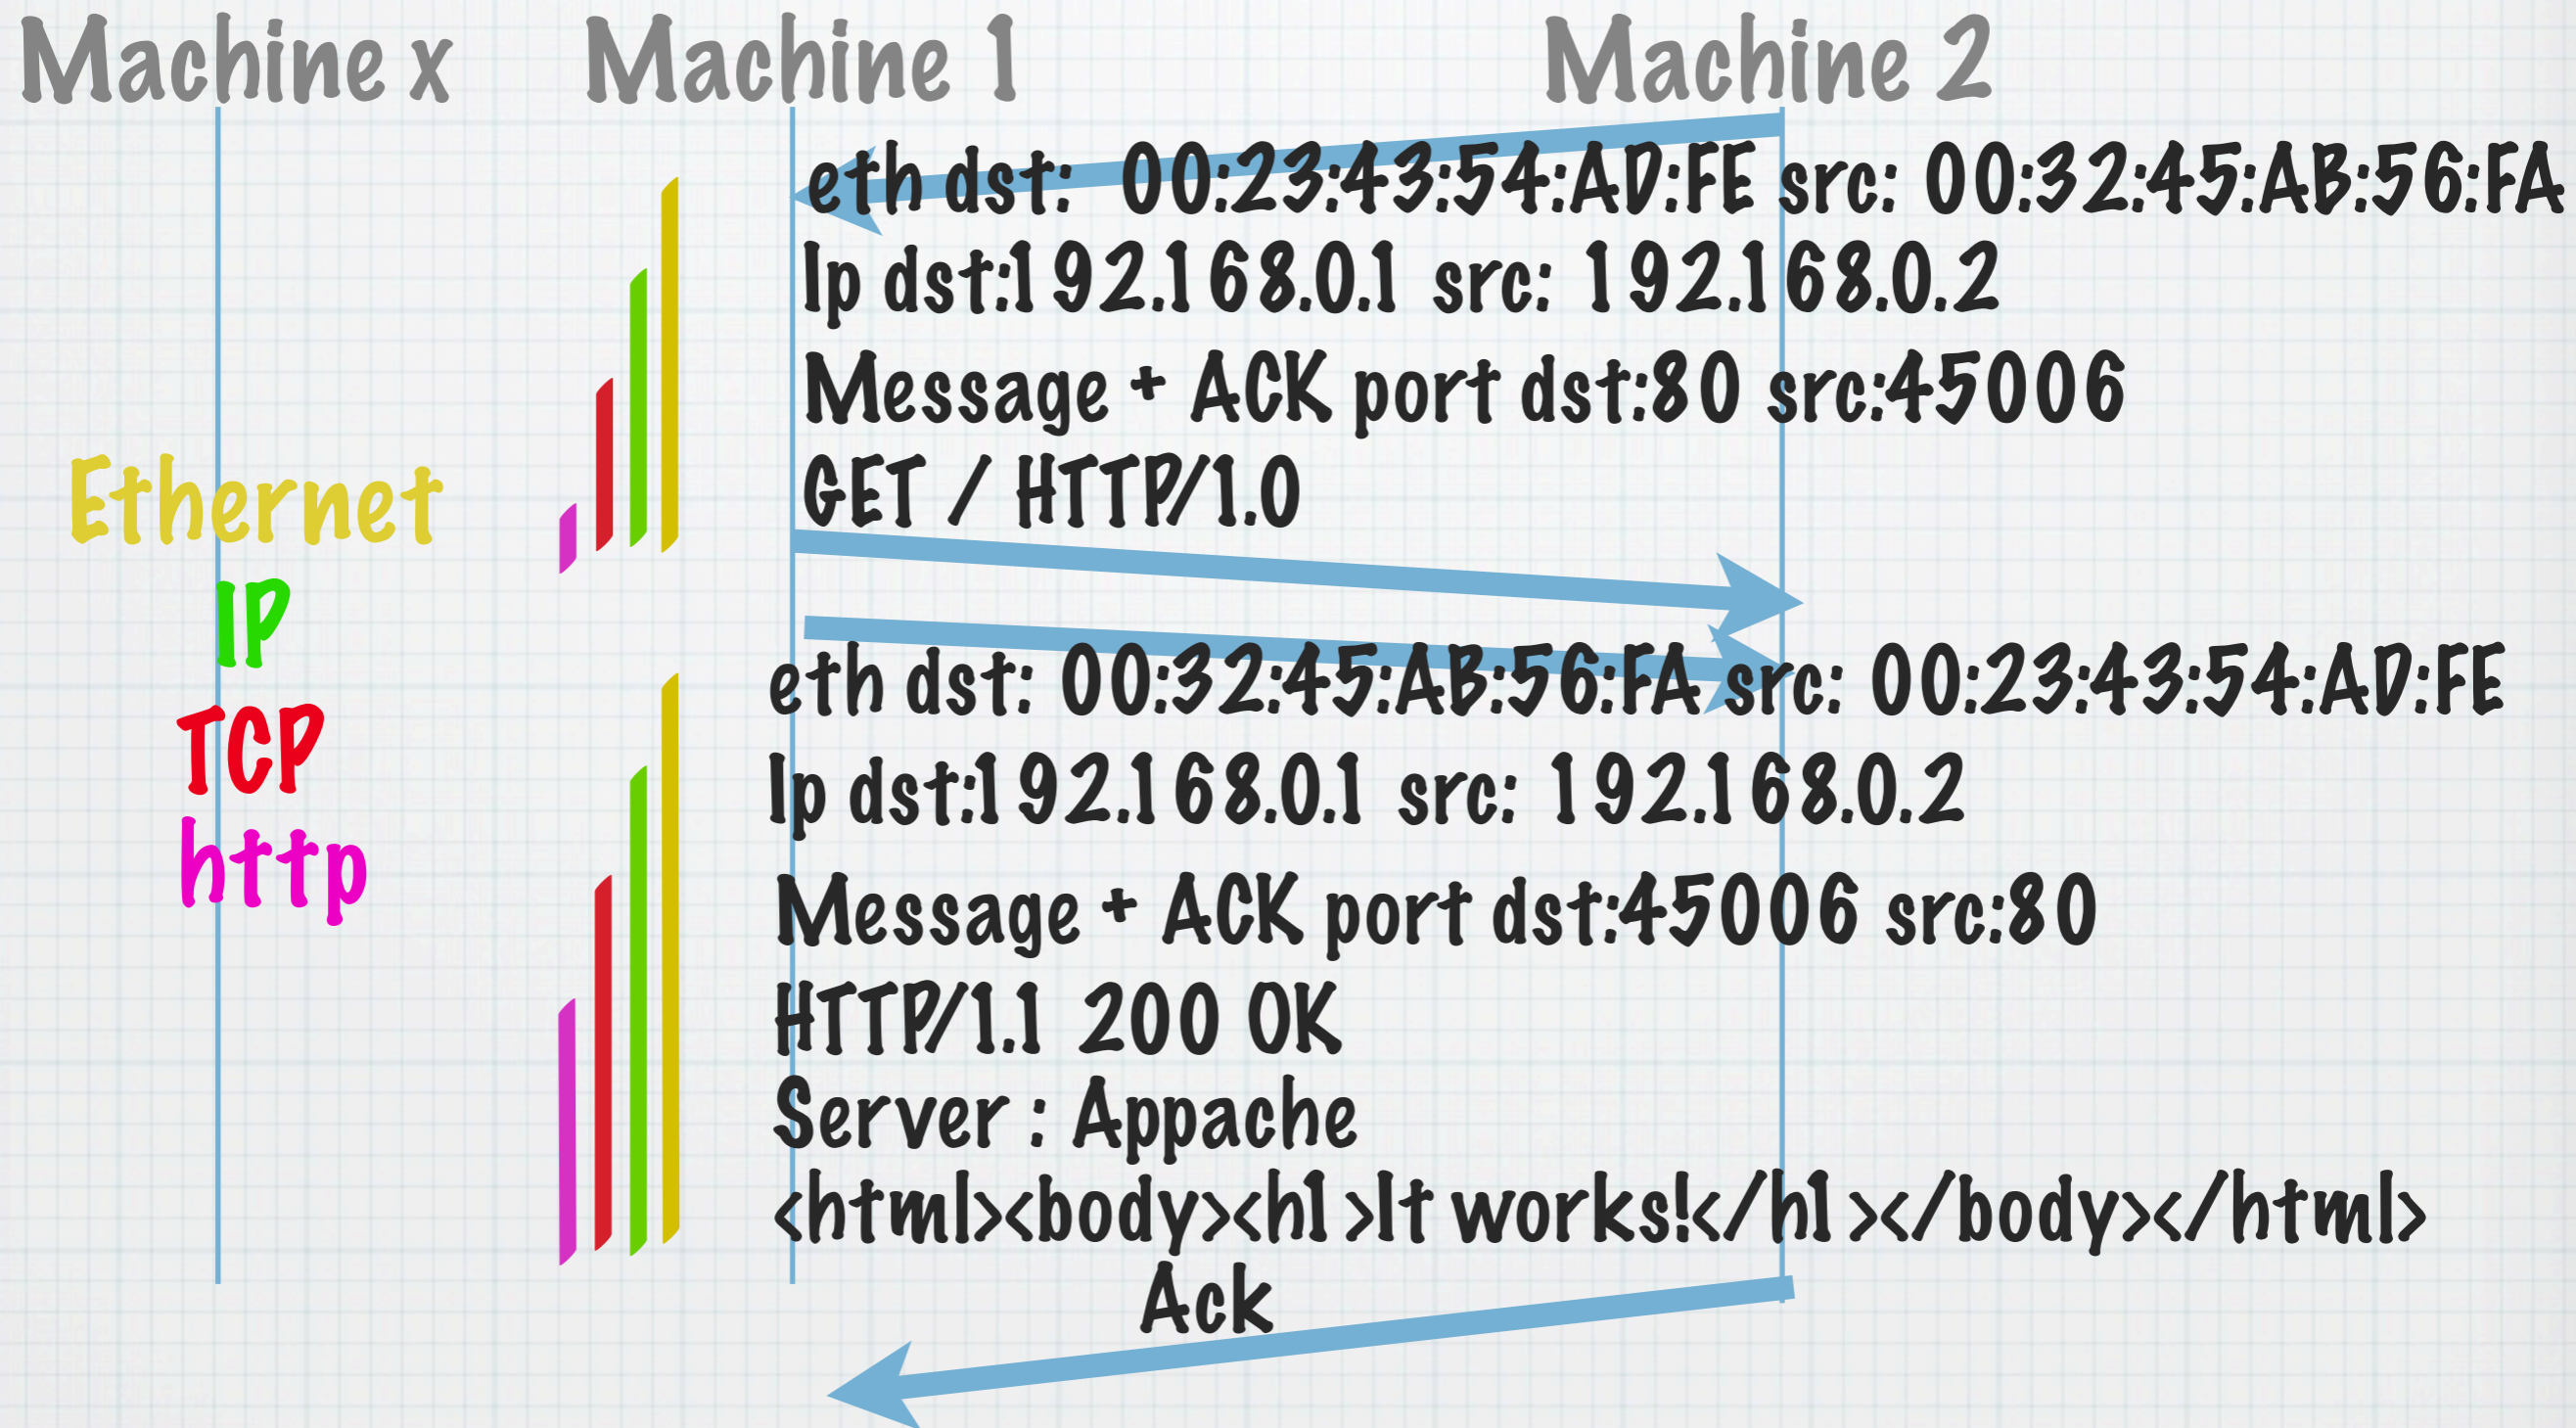 Machine x Machine 1 Machine 2
eth dst: 00:23:43:54:AD:FE src: 00:32:45:AB:56:FA
Ip dst:192.168.0.1 src: 192.168.0.2
Message + ACK port dst:80 src:45006
GET / HTTP/1.0
Ethernet
IP
TCP
http
eth dst: 00:32:45:AB:56:FA src: 00:23:43:54:AD:FE
Ip dst:192.168.0.1 src: 192.168.0.2
Message + ACK port dst:45006 src:80
HTTP/1.1 200 OK
Server : Appache
<html><body><h1>It works!</h1></body></html>
Ack